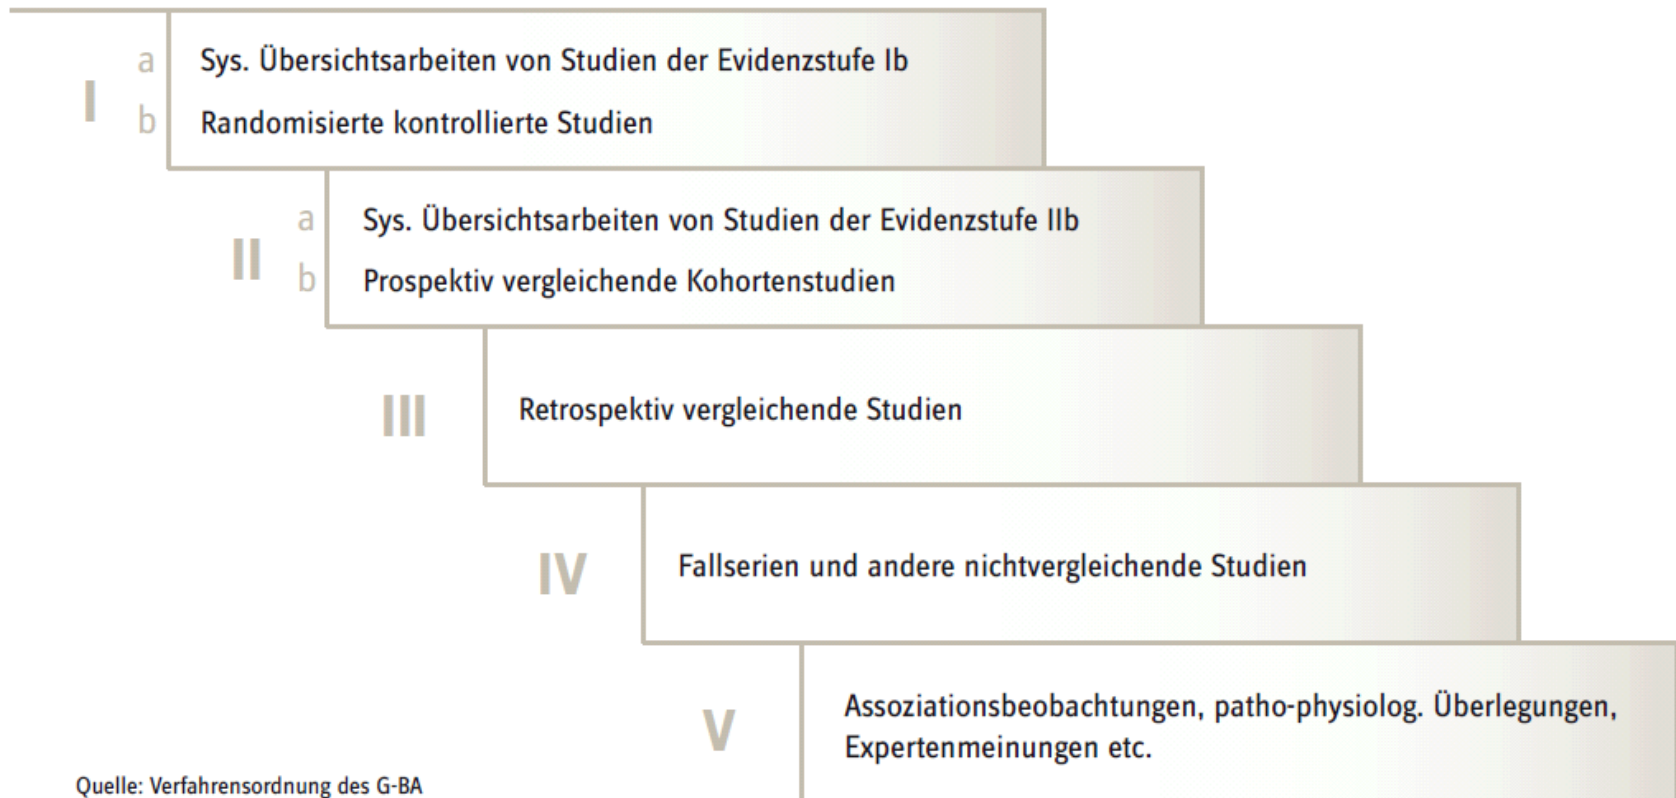 I
a Sys. Übersichtsarbeiten von Studien der Evidenzstufe Ib
b Randomisierte kontrollierte Studien
II
a Sys. Übersichtsarbeiten von Studien der Evidenzstufe IIb
b Prospektiv vergleichende Kohortenstudien
III Retrospektiv vergleichende Studien
IV Fallserien und andere nichtvergleichende Studien
V Assoziationsbeobachtungen, patho-physiolog. Überlegungen,
Expertenmeinungen etc.
Quelle: Verfahrensordnung des G-BA